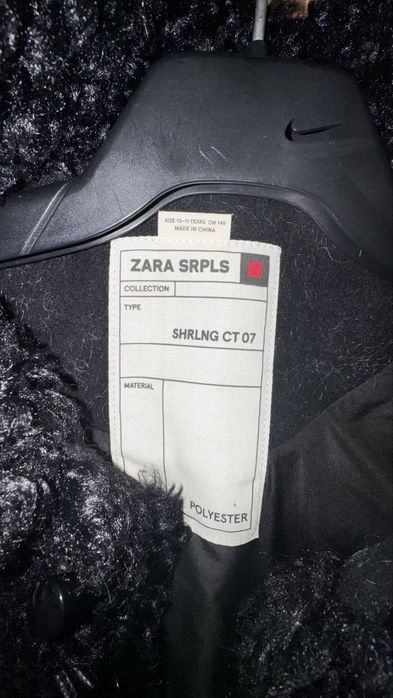 SIZE 10-11 YEARS CM 146
MADE IN CHINA
ZARA SRPLS
COLLECTION
TYPE
SHRLNG CT 07
MATERIAL
POLYESTER